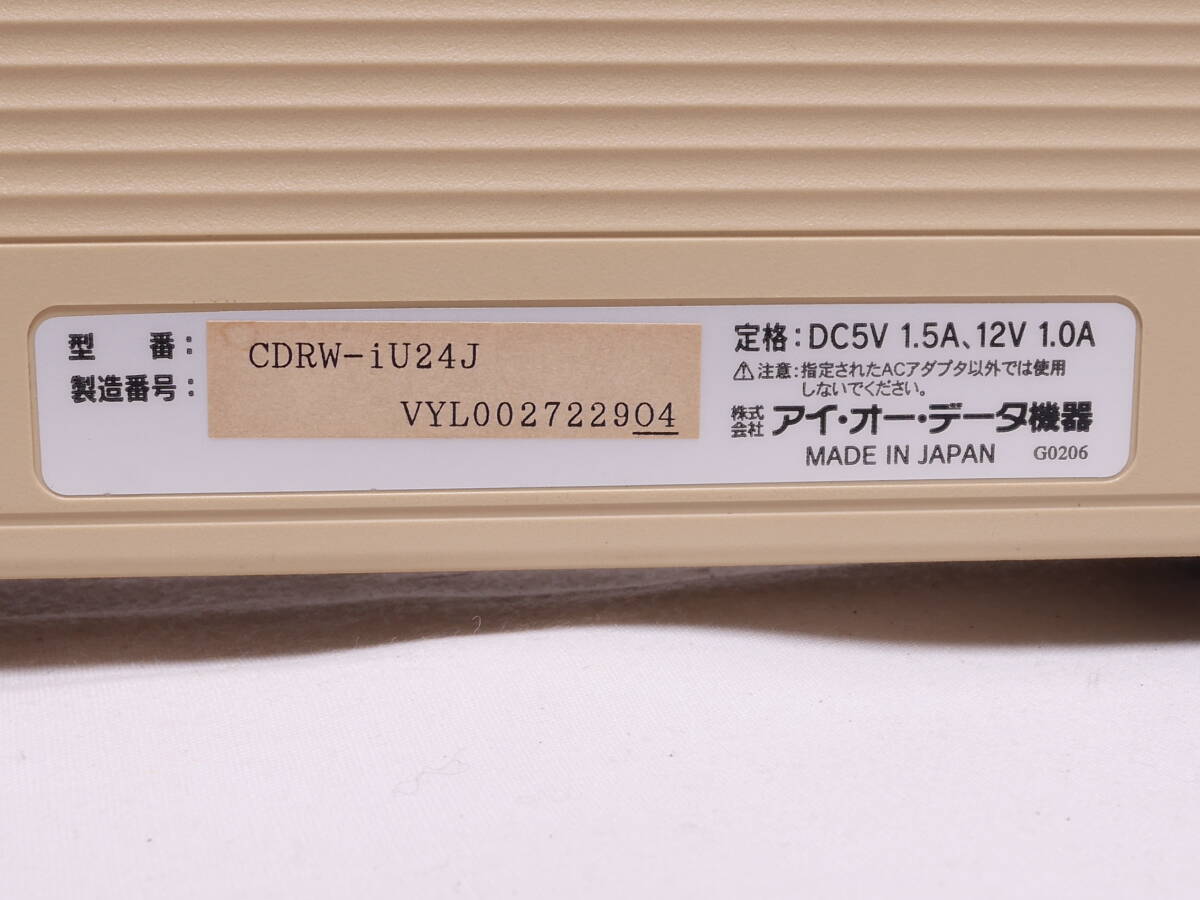 型 番: CDRW-iU24J
製造番号: VYL002722904
定格:DC5V 1.5A、12V 1.0A
⚠注意:指定されたACアダプタ以外では使用
しないでください。
株式会社 アイ・オー・データ機器
MADE IN JAPAN G0206